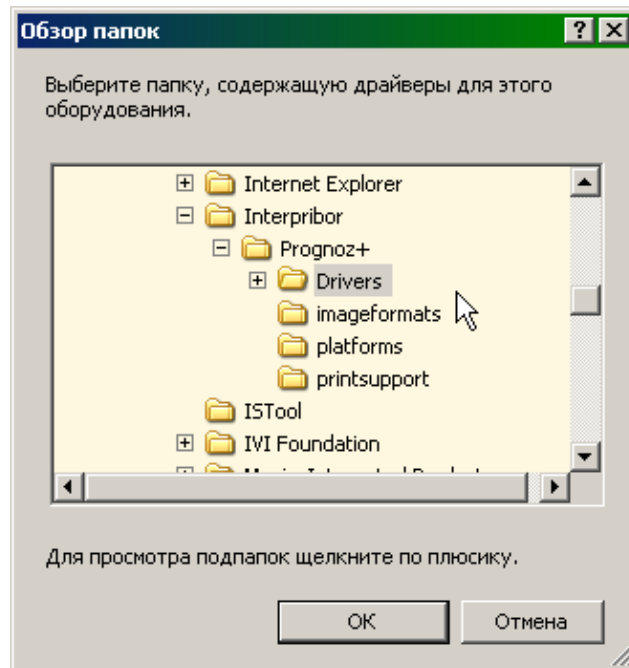 Обзор папок
Выберите папку, содержащую драйверы для этого
оборудования.
Internet Explorer
Interpribor
Prognoz+
Drivers
imageformats
platforms
printsupport
ISTool
IVI Foundation
Для просмотра подпапок щелкните по плюсику.
ОК
Отмена